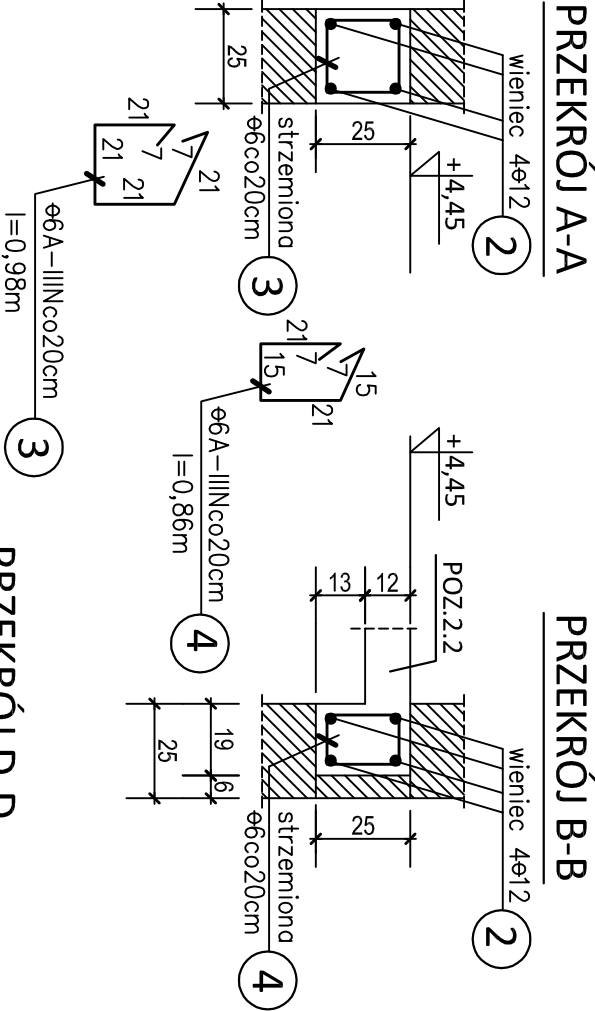 PRZEKRÓJ A-A
wieniec 4φ12
2
+4,45
25
25
strzemiona
φ6co20cm
3
21
7
7
21
21
21
φ6A-IIINco20cm
l=0,98m
3
21
7
7
15
15
21
φ6A-IIINco20cm
l=0,86m
4
PRZEKRÓJ B-B
wieniec 4φ12
2
+4,45
POZ.2.2
13
12
25
19
6
25
strzemiona
φ6co20cm
4
PRZEKRÓJ D-D